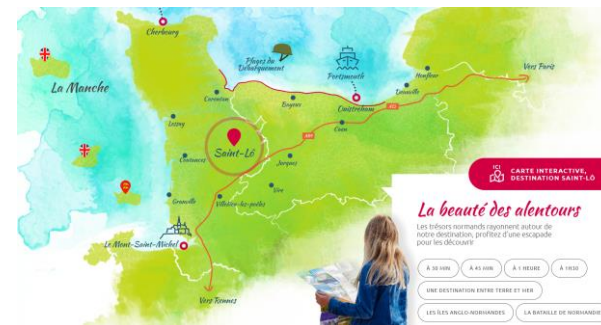 Cherbourg
La Manche
Plages du
Débarquement
Portsmouth
Honfleur
Vers Paris
Carentan
Bayeux
Ouistreham
Deauville
Lessay
Caen
Saint-Lô
Coutances
Jurques
Granville
Villedieu-les-poêles
Vire
Le Mont-Saint-Michel
Vers Rennes
ICI
CARTE INTERACTIVE,
DESTINATION SAINT-LÔ
La beauté des alentours
Les trésors normands rayonnent autour de
notre destination, profitez d'une escapade
pour les découvrir
À 30 MIN
À 45 MIN
À 1 HEURE
À 1H30
UNE DESTINATION ENTRE TERRE ET MER
LES ÎLES ANGLO-NORMANDES
LA BATAILLE DE NORMANDIE